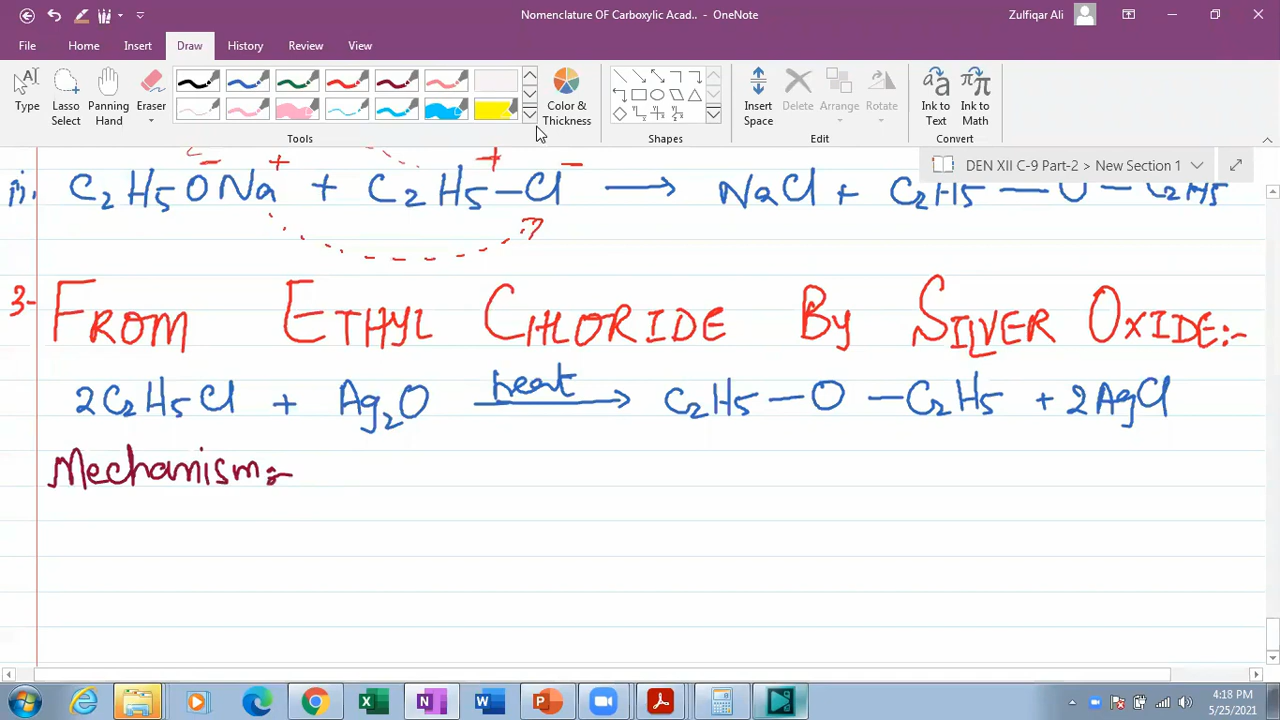 Nomenclature OF Carboxylic Acad.. - OneNote
Zulfiqar Ali
File Home Insert Draw History Review View
Type
Lasso Select
Panning Hand
Eraser
Color & Thickness
Insert Space
Delete
Arrange
Rotate
Ink to Text
Ink to Math
Tools
Shapes
Edit
Convert
DEN XII C-9 Part-2 > New Section 1
C2H5ONa + C2H5-Cl → NaCl + C2H5-O-C2H5
3- FROM ETHYL CHLORIDE By SILVER OXIDE:-
2C2H5Cl + Ag2O heat → C2H5-O-C2H5 + 2AgCl
Mechanism:-
4:18 PM
5/25/2021